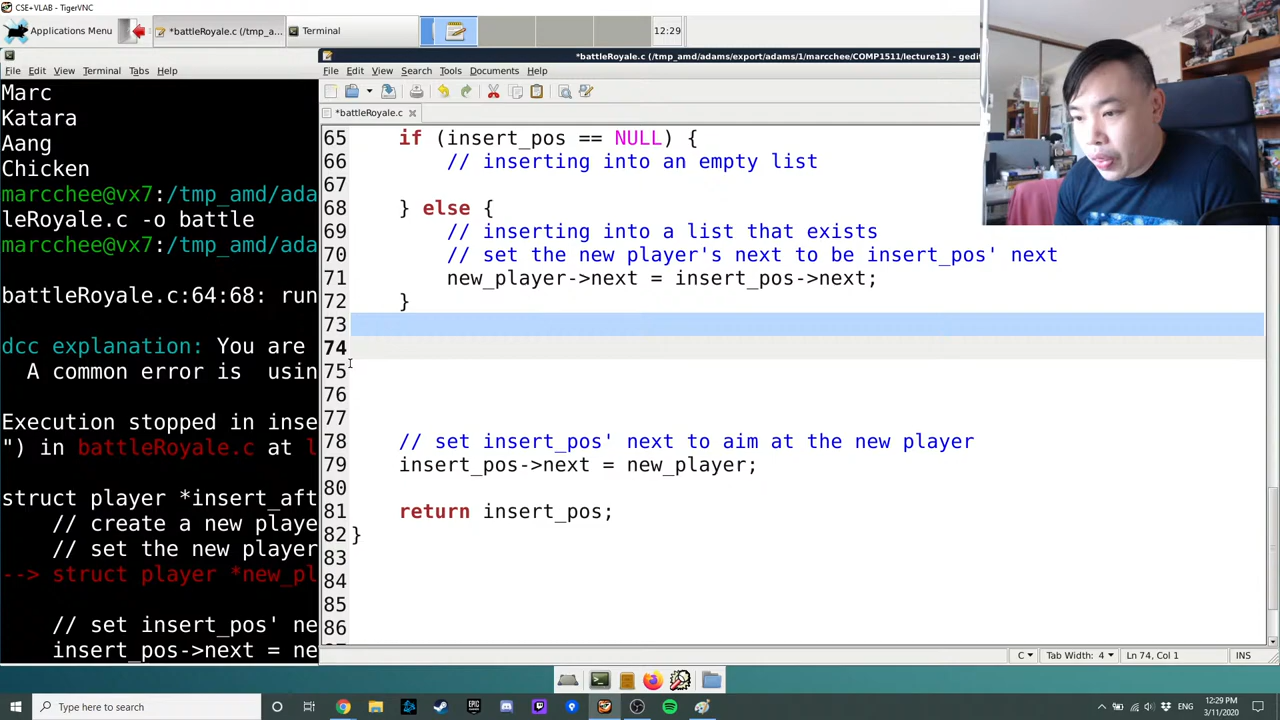 CSE+VLAB - TigerVNC
Applications Menu
*battleRoyale.c (/tmp_a...
Terminal
12:29
*battleRoyale.c (/tmp_amd/adams/export/adams/1/marcchee/COMP1511/lecture13) - gedit
File Edit View Terminal Tabs Help
File Edit View Search Tools Documents Help
*battleRoyale.c
Marc
Katara
Aang
Chicken
marcchee@vx7:/tmp_amd/ada
leRoyale.c -o battle
marcchee@vx7:/tmp_amd/ada
battleRoyale.c:64:68: run
dcc explanation: You are
A common error is usin
Execution stopped in inse
") in battleRoyale.c at l
struct player *insert_aft
// create a new playe
// set the new player
--> struct player *new_pl
// set insert_pos' ne
insert_pos->next = ne
65 if (insert_pos == NULL) {
66 // inserting into an empty list
67
68 } else {
69 // inserting into a list that exists
70 // set the new player's next to be insert_pos' next
71 new_player->next = insert_pos->next;
72 }
73
74
75
76
77
78 // set insert_pos' next to aim at the new player
79 insert_pos->next = new_player;
80
81 return insert_pos;
82 }
83
84
85
86
C Tab Width: 4 Ln 74, Col 1 INS
Type here to search
ENG
12:29 PM
3/11/2020